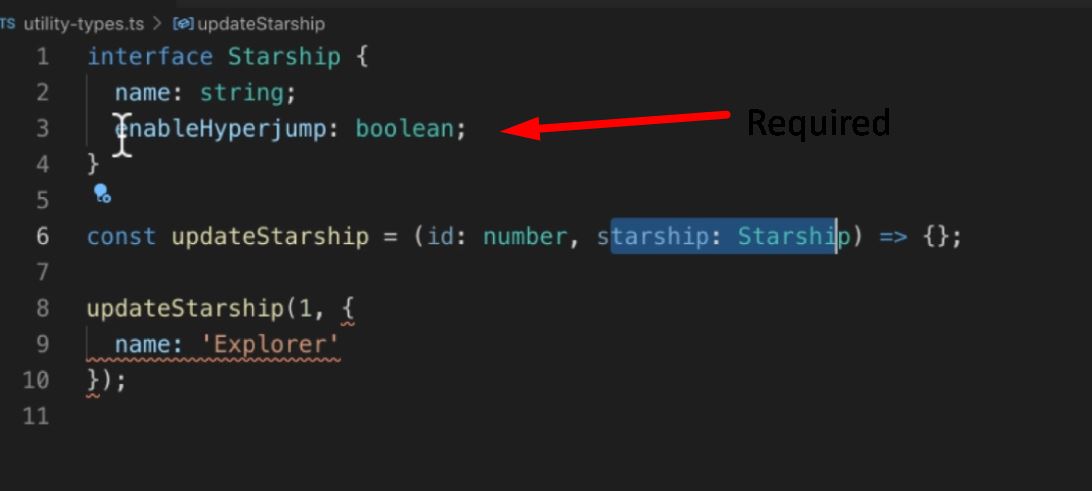 TS utility-types.ts > updateStarship
1 interface Starship {
2 name: string;
3 enableHyperjump: boolean; Required
4 }
5
6 const updateStarship = (id: number, starship: Starship) => {};
7
8 updateStarship(1, {
9 name: 'Explorer'
10 });
11